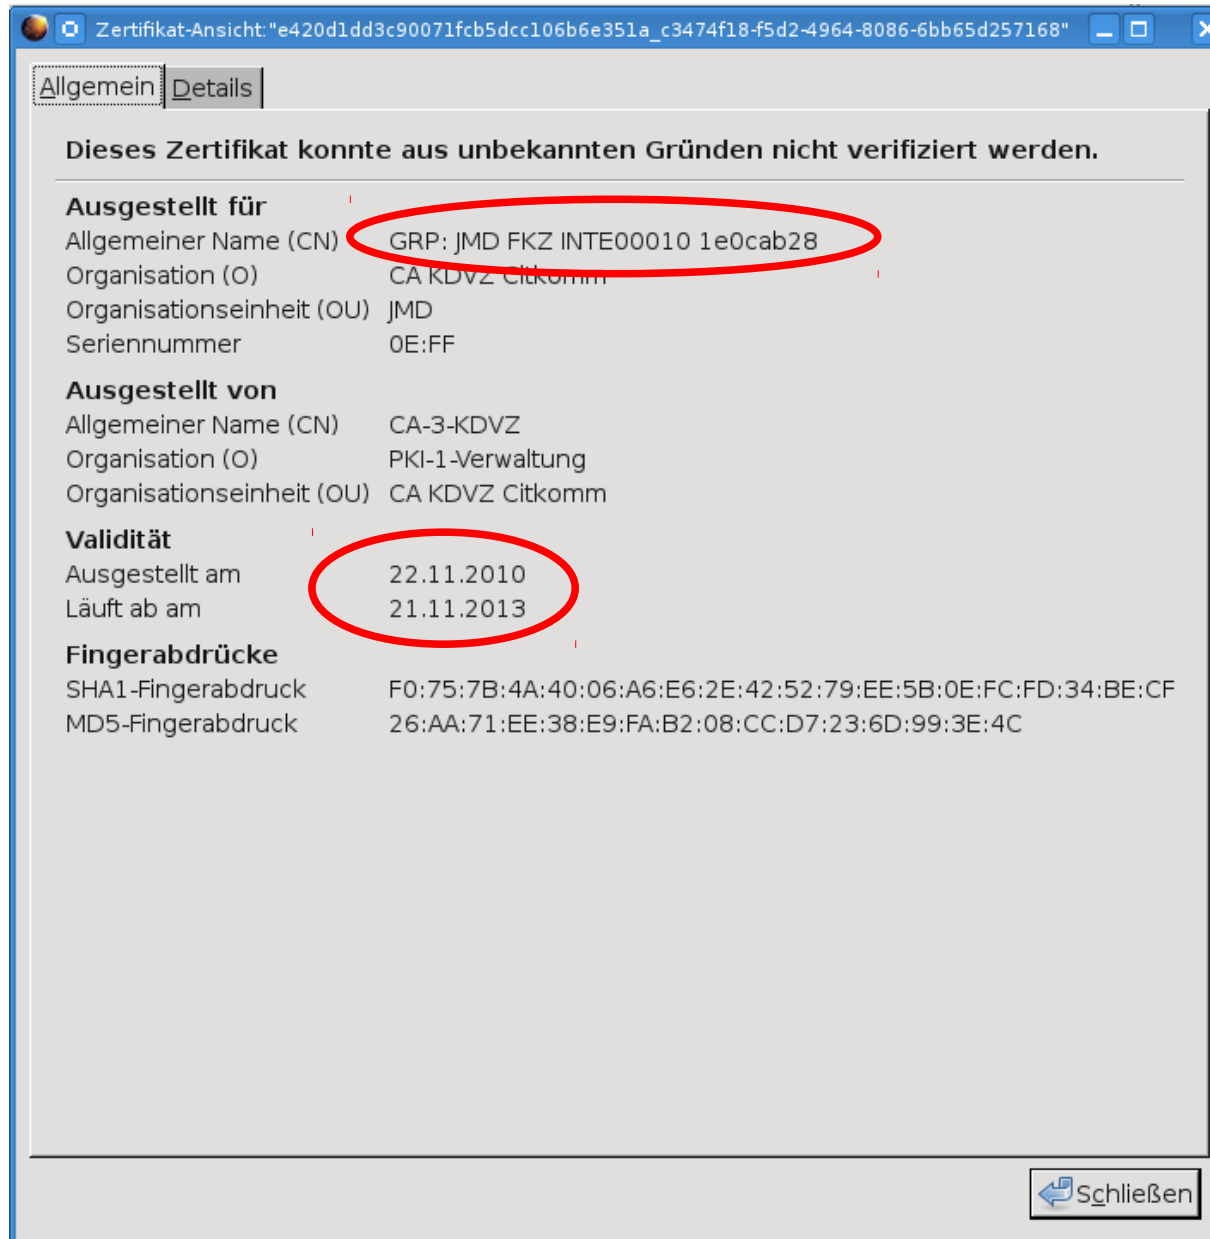 Zertifikat-Ansicht:"e420d1dd3c90071fcb5dcc106b6e351a_c3474f18-f5d2-4964-8086-6bb65d257168"
Allgemein Details
Dieses Zertifikat konnte aus unbekannten Gründen nicht verifiziert werden.
Ausgestellt für
Allgemeiner Name (CN) GRP: JMD FKZ INTE00010 1e0cab28
Organisation (O) CA KDVZ Citkomm
Organisationseinheit (OU) JMD
Seriennummer 0E:FF
Ausgestellt von
Allgemeiner Name (CN) CA-3-KDVZ
Organisation (O) PKI-1-Verwaltung
Organisationseinheit (OU) CA KDVZ Citkomm
Validität
Ausgestellt am 22.11.2010
Läuft ab am 21.11.2013
Fingerabdrücke
SHA1-Fingerabdruck F0:75:7B:4A:40:06:A6:E6:2E:42:52:79:EE:5B:0E:FC:FD:34:BE:CF
MD5-Fingerabdruck 26:AA:71:EE:38:E9:FA:B2:08:CC:D7:23:6D:99:3E:4C
Schließen